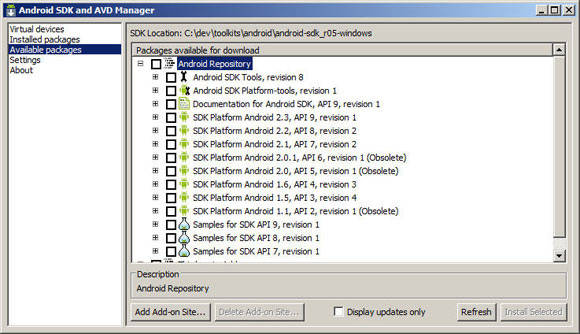 Android SDK and AVD Manager
Virtual devices
Installed packages
Available packages
Settings
About
SDK Location: C:\dev\toolkits\android\android-sdk_r05-windows
Packages available for download
Android Repository
Android SDK Tools, revision 8
Android SDK Platform-tools, revision 1
Documentation for Android SDK, API 9, revision 1
SDK Platform Android 2.3, API 9, revision 1
SDK Platform Android 2.2, API 8, revision 2
SDK Platform Android 2.1, API 7, revision 2
SDK Platform Android 2.0.1, API 6, revision 1 (Obsolete)
SDK Platform Android 2.0, API 5, revision 1 (Obsolete)
SDK Platform Android 1.6, API 4, revision 3
SDK Platform Android 1.5, API 3, revision 4
SDK Platform Android 1.1, API 2, revision 1 (Obsolete)
Samples for SDK API 9, revision 1
Samples for SDK API 8, revision 1
Samples for SDK API 7, revision 1
Description
Android Repository
Add Add-on Site...
Delete Add-on Site...
Display updates only
Refresh
Install Selected